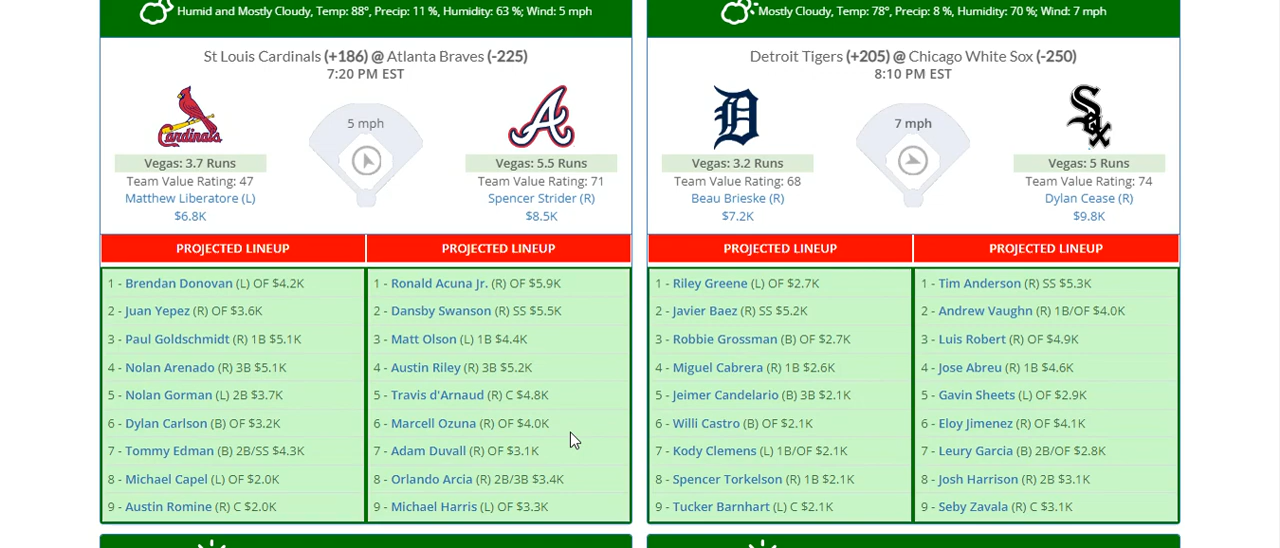 Humid and Mostly Cloudy, Temp: 88°, Precip: 11 %, Humidity: 63 %; Wind: 5 mph
St Louis Cardinals (+186) @ Atlanta Braves (-225)
7:20 PM EST
Cardinals
5 mph
A
Vegas: 3.7 Runs
Team Value Rating: 47
Matthew Liberatore (L)
$6.8K
Vegas: 5.5 Runs
Team Value Rating: 71
Spencer Strider (R)
$8.5K
PROJECTED LINEUP
1 - Brendan Donovan (L) OF $4.2K
2 - Juan Yepez (R) OF $3.6K
3 - Paul Goldschmidt (R) 1B $5.1K
4 - Nolan Arenado (R) 3B $5.1K
5 - Nolan Gorman (L) 2B $3.7K
6 - Dylan Carlson (B) OF $3.2K
7 - Tommy Edman (B) 2B/SS $4.3K
8 - Michael Capel (L) OF $2.0K
9 - Austin Romine (R) C $2.0K
PROJECTED LINEUP
1 - Ronald Acuna Jr. (R) OF $5.9K
2 - Dansby Swanson (R) SS $5.5K
3 - Matt Olson (L) 1B $4.4K
4 - Austin Riley (R) 3B $5.2K
5 - Travis d'Arnaud (R) C $4.8K
6 - Marcell Ozuna (R) OF $4.0K
7 - Adam Duvall (R) OF $3.1K
8 - Orlando Arcia (R) 2B/3B $3.4K
9 - Michael Harris (L) OF $3.3K
Mostly Cloudy, Temp: 78°, Precip: 8 %, Humidity: 70 %; Wind: 7 mph
Detroit Tigers (+205) @ Chicago White Sox (-250)
8:10 PM EST
D
7 mph
Sox
Vegas: 3.2 Runs
Team Value Rating: 68
Beau Brieske (R)
$7.2K
Vegas: 5 Runs
Team Value Rating: 74
Dylan Cease (R)
$9.8K
PROJECTED LINEUP
1 - Riley Greene (L) OF $2.7K
2 - Javier Baez (R) SS $5.2K
3 - Robbie Grossman (B) OF $2.7K
4 - Miguel Cabrera (R) 1B $2.6K
5 - Jeimer Candelario (B) 3B $2.1K
6 - Willi Castro (B) OF $2.1K
7 - Kody Clemens (L) 1B/OF $2.1K
8 - Spencer Torkelson (R) 1B $2.1K
9 - Tucker Barnhart (L) C $2.1K
PROJECTED LINEUP
1 - Tim Anderson (R) SS $5.3K
2 - Andrew Vaughn (R) 1B/OF $4.0K
3 - Luis Robert (R) OF $4.9K
4 - Jose Abreu (R) 1B $4.6K
5 - Gavin Sheets (L) OF $2.9K
6 - Eloy Jimenez (R) OF $4.1K
7 - Leury Garcia (B) 2B/OF $2.8K
8 - Josh Harrison (R) 2B $3.1K
9 - Seby Zavala (R) C $3.1K